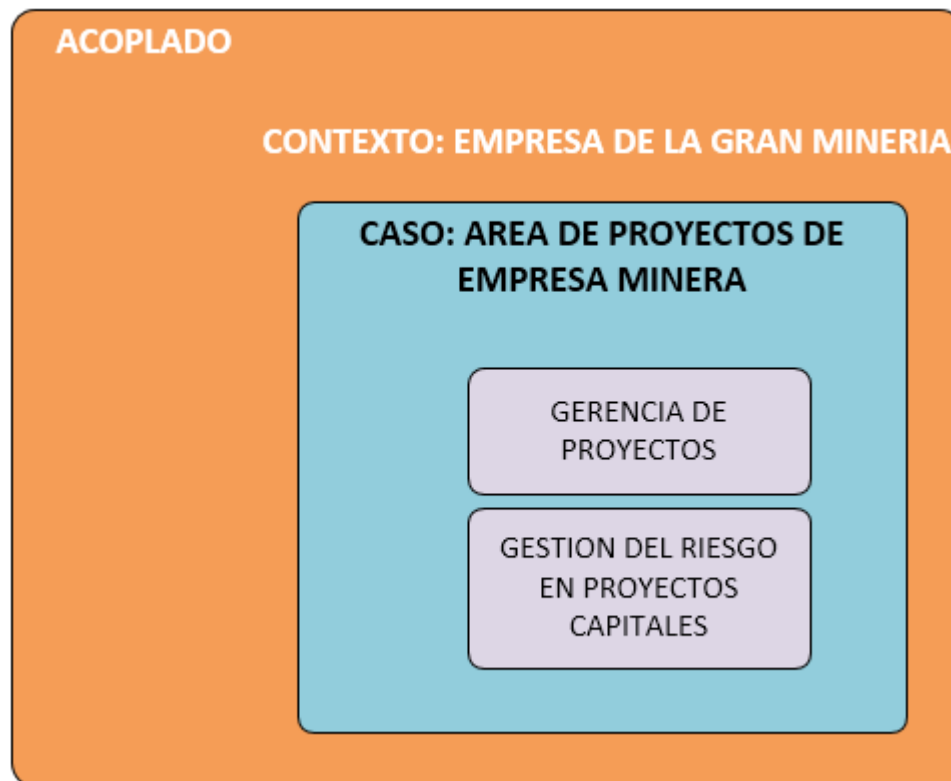 ACOPLADO
CONTEXTO: EMPRESA DE LA GRAN MINERIA
CASO: AREA DE PROYECTOS DE
EMPRESA MINERA
GERENCIA DE
PROYECTOS
GESTION DEL RIESGO
EN PROYECTOS
CAPITALES